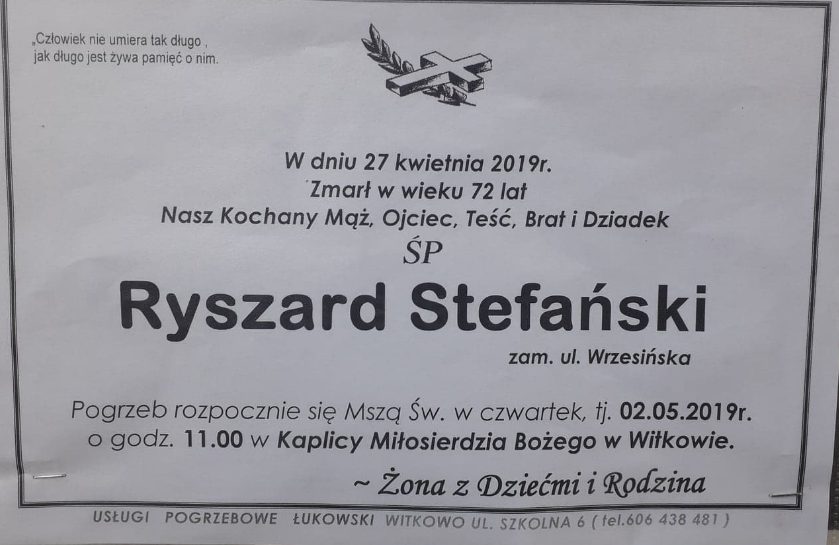 „Człowiek nie umiera tak długo ,
jak długo jest żywa pamięć o nim.
W dniu 27 kwietnia 2019r.
Zmarł w wieku 72 lat
Nasz Kochany Mąż, Ojciec, Teść, Brat i Dziadek
ŚP
Ryszard Stefański
zam. ul. Wrzesińska
Pogrzeb rozpocznie się Mszą Św. w czwartek, tj. 02.05.2019r.
o godz. 11.00 w Kaplicy Miłosierdzia Bożego w Witkowie.
~ Żona z Dziećmi i Rodzina
USŁUGI POGRZEBOWE ŁUKOWSKI WITKOWO UL. SZKOLNA 6 ( tel.606 438 481 )